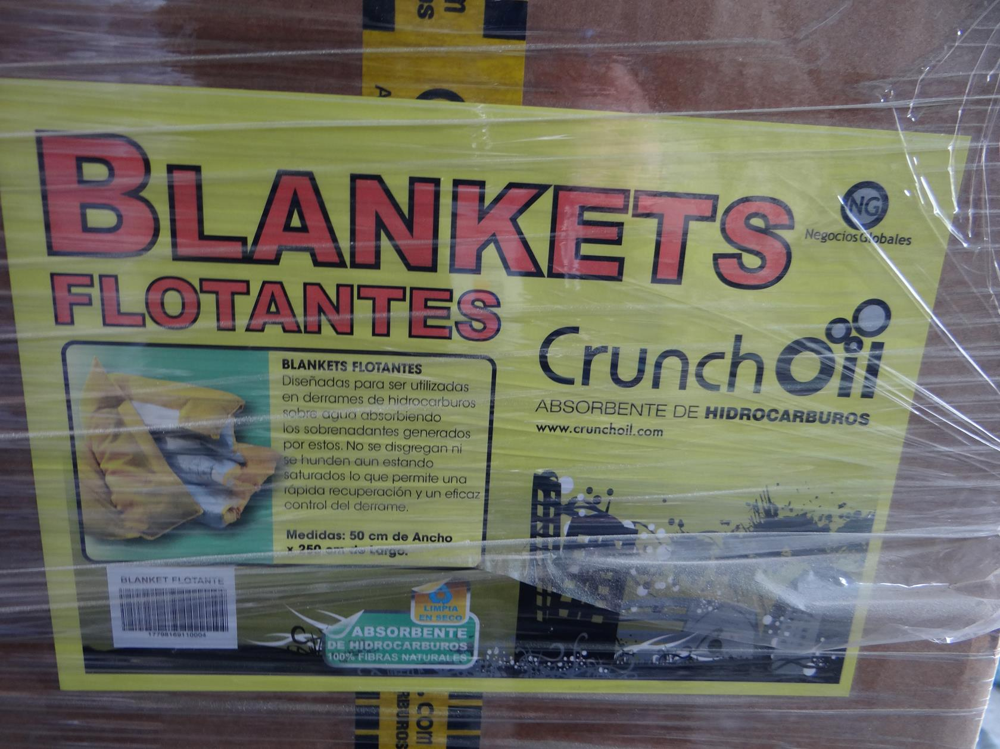 BLANKETS
FLOTANTES
NG
Negocios Globales
Crunch Oil
ABSORBENTE DE HIDROCARBUROS
www.crunchoil.com
BLANKETS FLOTANTES
Diseñadas para ser utilizadas
en derrames de hidrocarburos
sobre agua absorbiendo
los sobrenadantes generados
por estos. No se disgregan ni
se hunden aun estando
saturados lo que permite una
rápida recuperación y un eficaz
control del derrame.
Medidas: 50 cm de Ancho
x 250 cm de Largo.
BLANKET FLOTANTE
17798169110004
LIMPIA
EN SECO
ABSORBENTE
DE HIDROCARBUROS
100% FIBRAS NATURALES
.com
RIBUROS